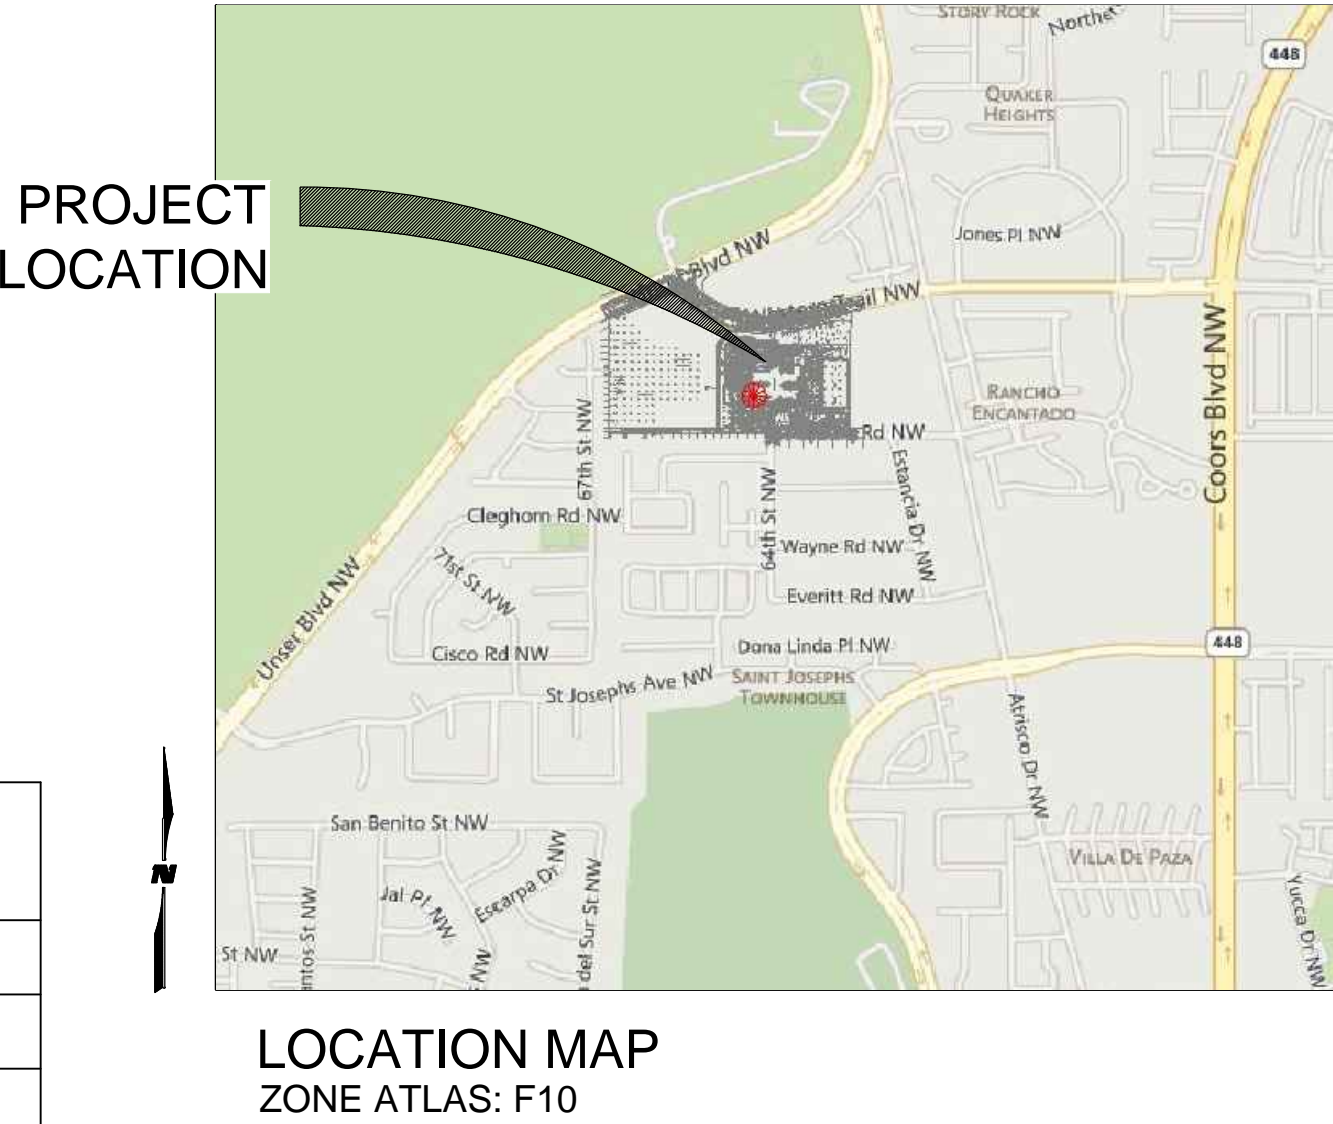 STORY ROCK
Northe
448
QUAKER
HEIGHTS
PROJECT
LOCATION
Jones Pl NW
Blvd NW
Trail NW
Coors Blvd NW
RANCHO
ENCANTADO
Rd NW
67th St NW
Estancia Dr NW
64th St NW
Cleghorn Rd NW
Wayne Rd NW
71st St NW
Everitt Rd NW
Unser Blvd NW
Cisco Rd NW
Dona Linda Pl NW
448
St Josephs Ave NW
SAINT JOSEPHS
TOWNHOUSE
Atrisco Dr NW
San Benito St NW
VILLA DE PAZA
N
Jal Pl NW
Escarpa Dr NW
Yucca Dr NW
St NW
antos St NW
NW
del Sur St NW
LOCATION MAP
ZONE ATLAS: F10